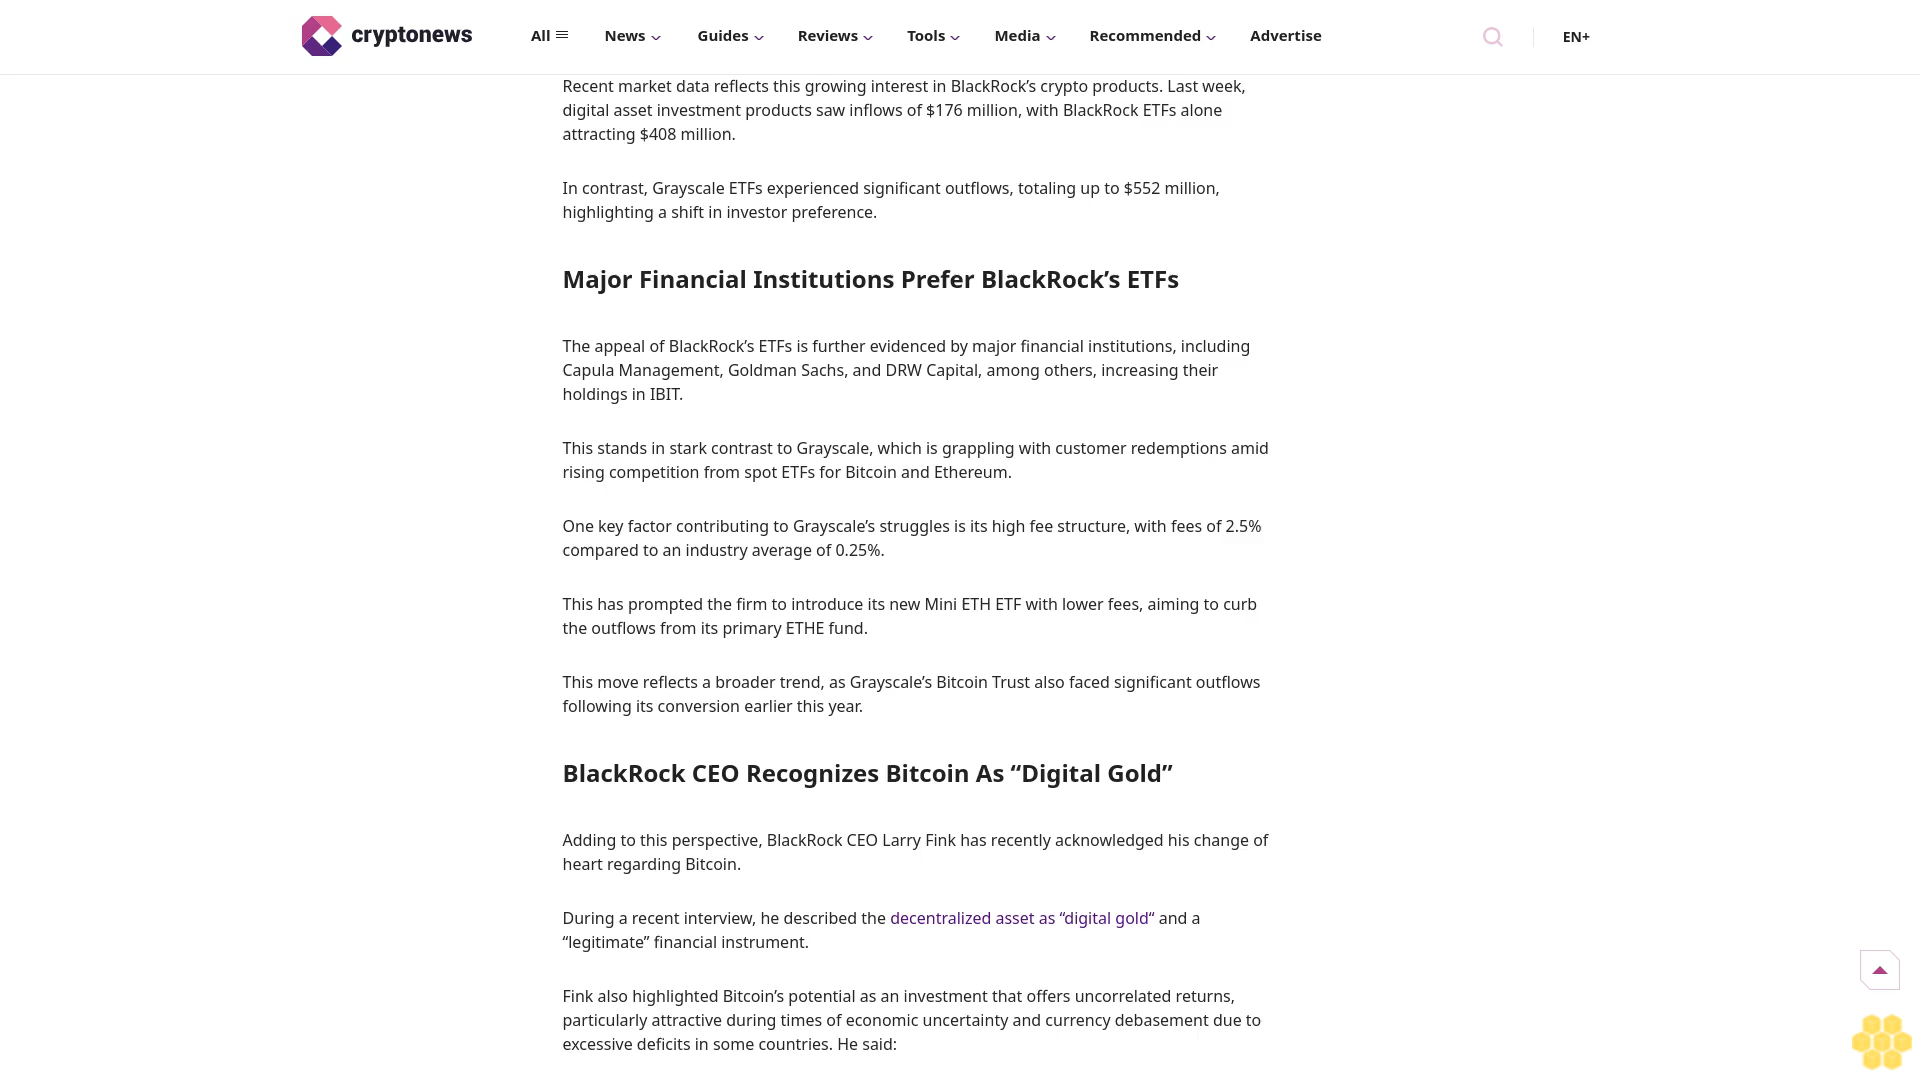 cryptonews
All News Guides Reviews Tools Media Recommended Advertise EN+
Recent market data reflects this growing interest in BlackRock’s crypto products. Last week,
digital asset investment products saw inflows of $176 million, with BlackRock ETFs alone
attracting $408 million.
In contrast, Grayscale ETFs experienced significant outflows, totaling up to $552 million,
highlighting a shift in investor preference.
Major Financial Institutions Prefer BlackRock’s ETFs
The appeal of BlackRock’s ETFs is further evidenced by major financial institutions, including
Capula Management, Goldman Sachs, and DRW Capital, among others, increasing their
holdings in IBIT.
This stands in stark contrast to Grayscale, which is grappling with customer redemptions amid
rising competition from spot ETFs for Bitcoin and Ethereum.
One key factor contributing to Grayscale’s struggles is its high fee structure, with fees of 2.5%
compared to an industry average of 0.25%.
This has prompted the firm to introduce its new Mini ETH ETF with lower fees, aiming to curb
the outflows from its primary ETHE fund.
This move reflects a broader trend, as Grayscale’s Bitcoin Trust also faced significant outflows
following its conversion earlier this year.
BlackRock CEO Recognizes Bitcoin As “Digital Gold”
Adding to this perspective, BlackRock CEO Larry Fink has recently acknowledged his change of
heart regarding Bitcoin.
During a recent interview, he described the decentralized asset as “digital gold“ and a
“legitimate” financial instrument.
Fink also highlighted Bitcoin’s potential as an investment that offers uncorrelated returns,
particularly attractive during times of economic uncertainty and currency debasement due to
excessive deficits in some countries. He said: